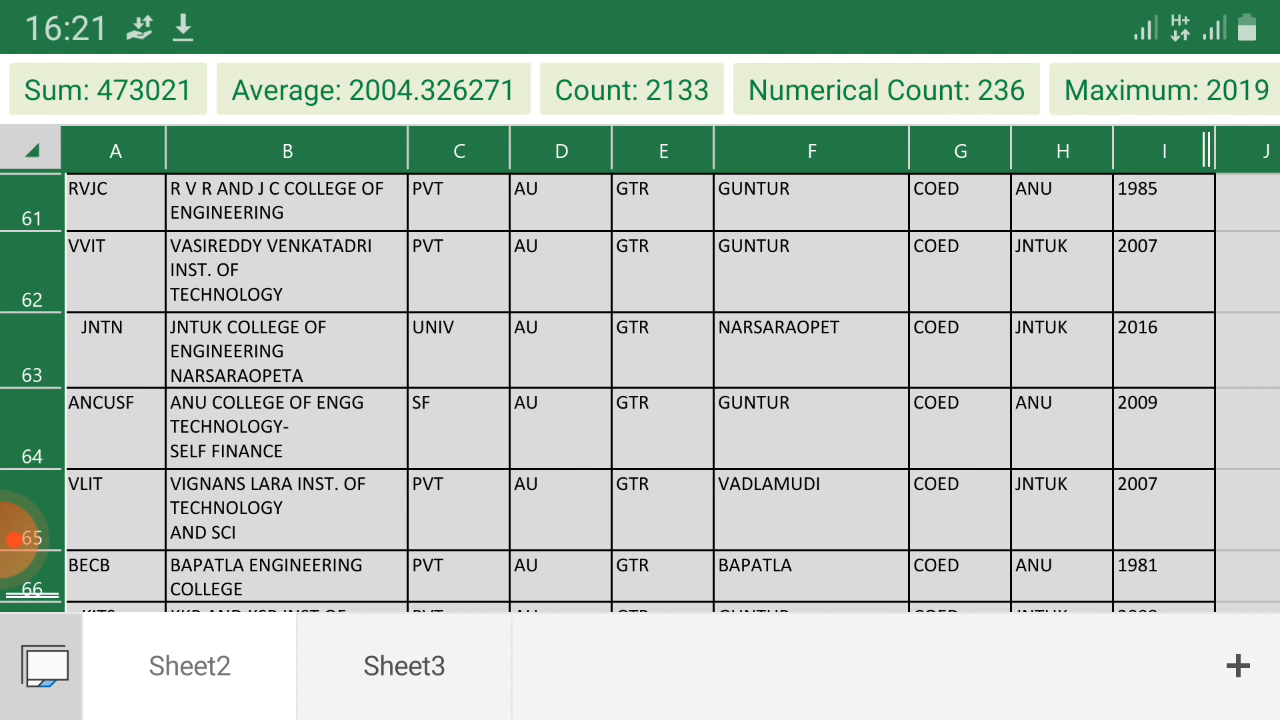 16:21
H+
Sum: 473021 Average: 2004.326271 Count: 2133 Numerical Count: 236 Maximum: 2019
A B C D E F G H I J
61 RVJC R V R AND J C COLLEGE OF PVT AU GTR GUNTUR COED ANU 1985
ENGINEERING
62 VVIT VASIREDDY VENKATADRI PVT AU GTR GUNTUR COED JNTUK 2007
INST. OF
TECHNOLOGY
63 JNTN JNTUK COLLEGE OF UNIV AU GTR NARSARAOPET COED JNTUK 2016
ENGINEERING
NARSARAOPETA
64 ANCUSF ANU COLLEGE OF ENGG SF AU GTR GUNTUR COED ANU 2009
TECHNOLOGY-
SELF FINANCE
65 VLIT VIGNANS LARA INST. OF PVT AU GTR VADLAMUDI COED JNTUK 2007
TECHNOLOGY
AND SCI
66 BECB BAPATLA ENGINEERING PVT AU GTR BAPATLA COED ANU 1981
COLLEGE
Sheet2 Sheet3